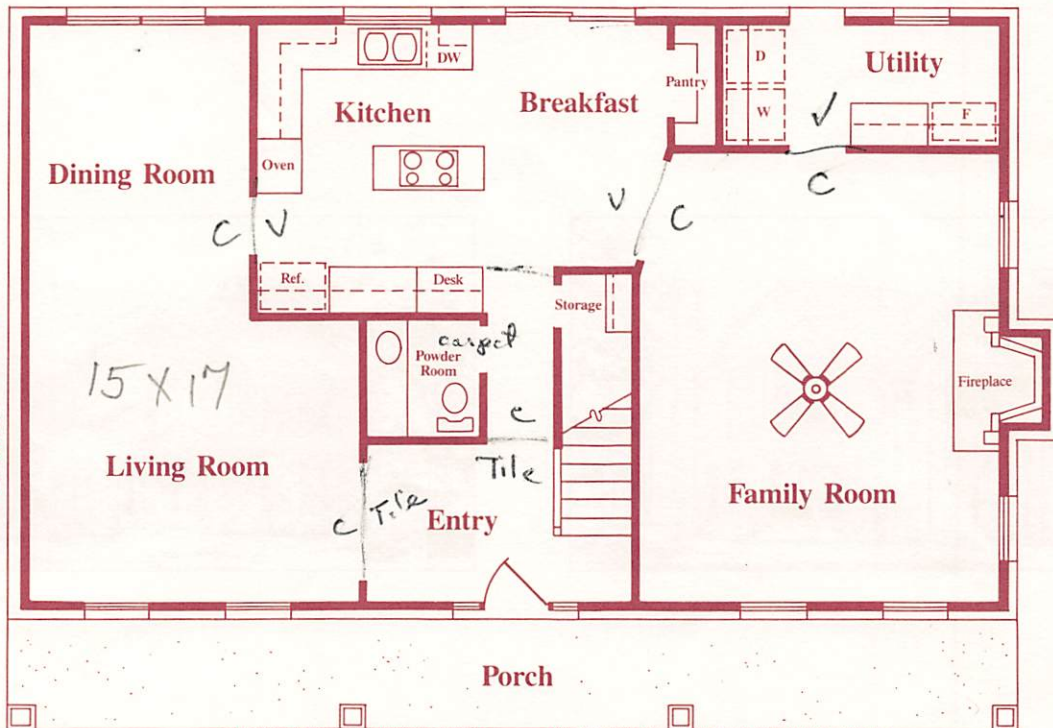 DW
D
Utility
Pantry
Kitchen
Breakfast
W
V
F
Oven
Dining Room
C
V
C
C V
Ref.
Desk
Storage
carpet
Powder
Room
15 X 17
Fireplace
C
Living Room
Tile
Family Room
C Tile
Entry
Porch